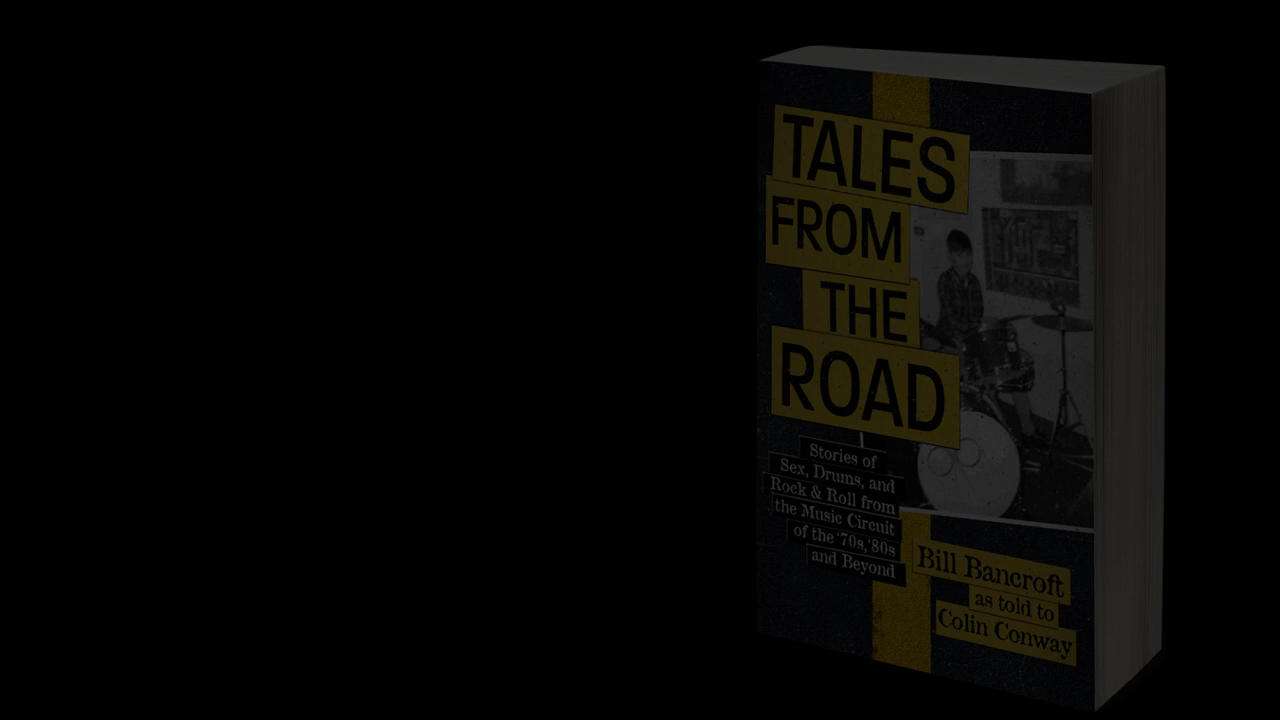 TALES
FROM
THE
ROAD
Stories of
Sex, Drums, and
Rock & Roll from
the Music Circuit
of the '70s, '80s
and Beyond
Bill Bancroft
as told to
Colin Conway